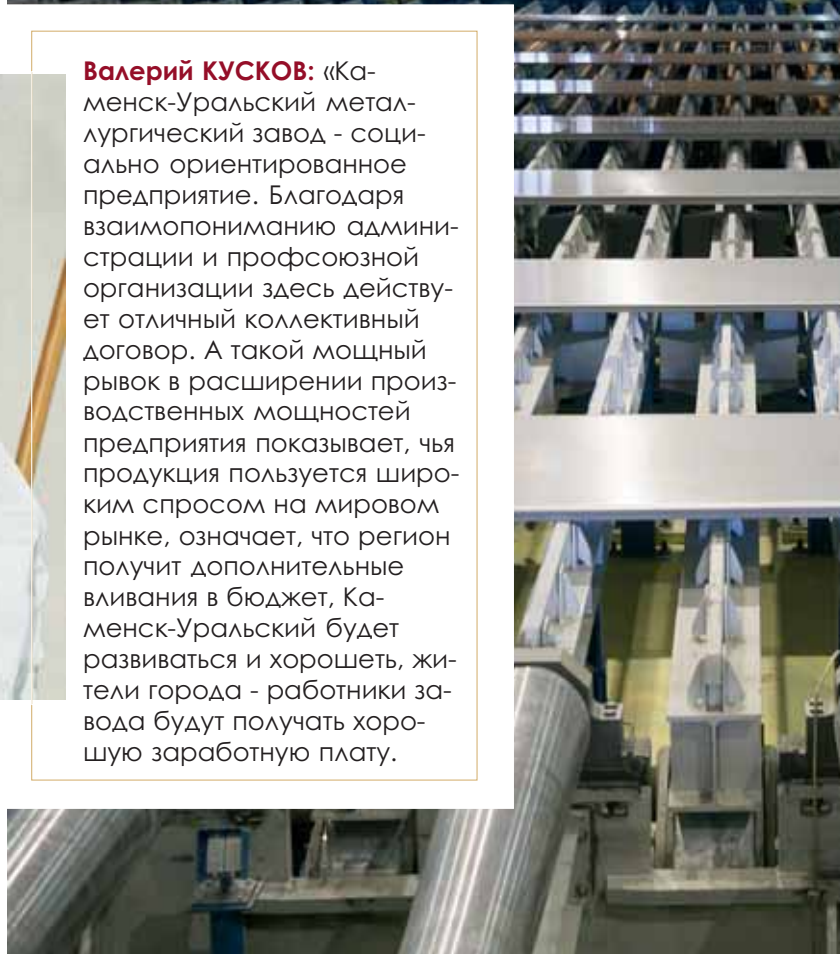 Валерий КУСКОВ: «Ка-
менск-Уральский метал-
лургический завод - соци-
ально ориентированное
предприятие. Благодаря
взаимопониманию админи-
страции и профсоюзной
организации здесь действу-
ет отличный коллективный
договор. А такой мощный
рывок в расширении произ-
водственных мощностей
предприятия показывает, чья
продукция пользуется широ-
ким спросом на мировом
рынке, означает, что регион
получит дополнительные
вливания в бюджет, Ка-
менск-Уральский будет
развиваться и хорошеть, жи-
тели города - работники за-
вода будут получать хоро-
шую заработную плату.